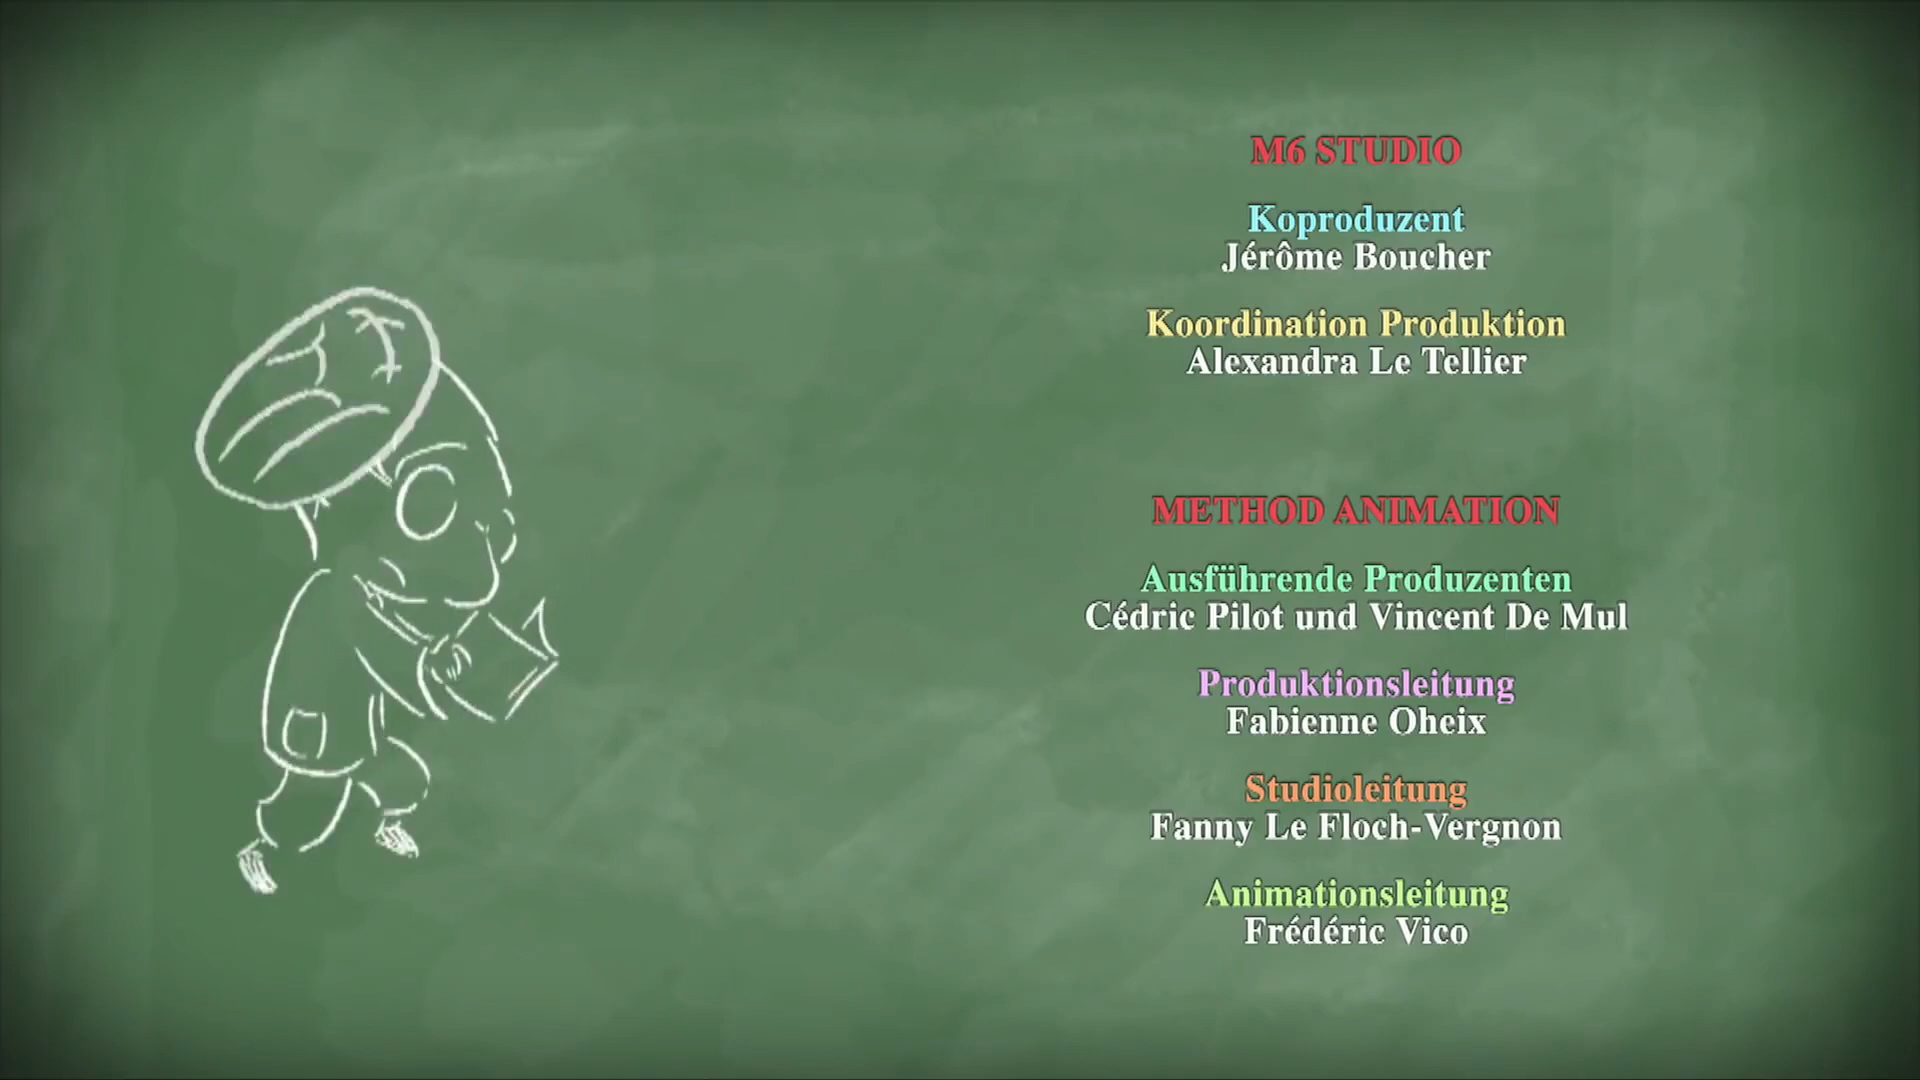 M6 STUDIO
Koproduzent
Jérôme Boucher
Koordination Produktion
Alexandra Le Tellier
METHOD ANIMATION
Ausführende Produzenten
Cédric Pilot und Vincent De Mul
Produktionsleitung
Fabienne Oheix
Studioleitung
Fanny Le Floch-Vergnon
Animationsleitung
Frédéric Vico